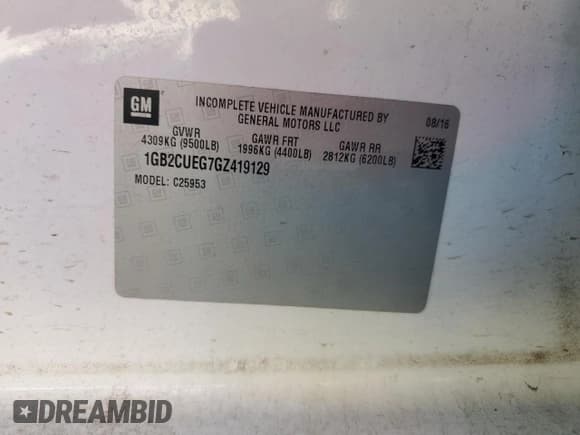 GM
INCOMPLETE VEHICLE MANUFACTURED BY
GENERAL MOTORS LLC
08/16
GVWR
4309KG (9500LB)
GAWR FRT
1996KG (4400LB)
GAWR RR
2812KG (6200LB)
1GB2CUEG7GZ419129
MODEL: C25953
DREAMBID